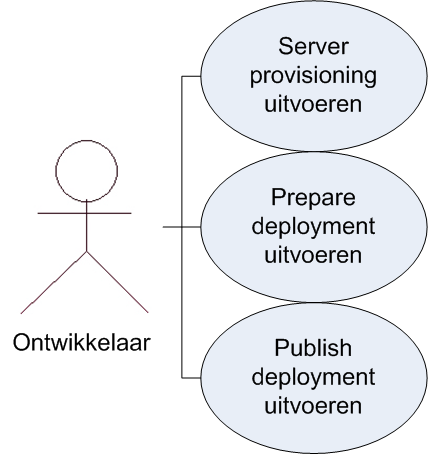 Server
provisioning
uitvoeren
Prepare
deployment
uitvoeren
Ontwikkelaar
Publish
deployment
uitvoeren